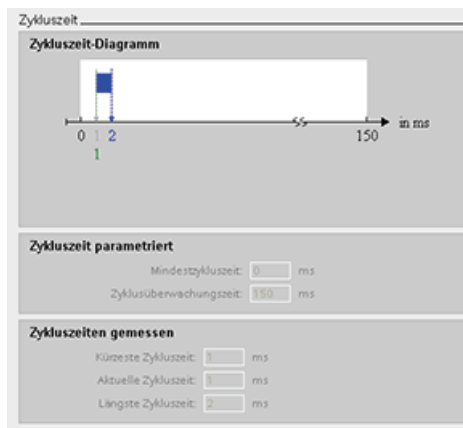 Zykluszeit
Zykluszeit-Diagramm
0 1 2 150 in ms
1
Zykluszeit parametriert
Mindestzykluszeit: 0 ms
Zyklusüberwachungszeit: 150 ms
Zykluszeiten gemessen
Kürzeste Zykluszeit: 1 ms
Aktuelle Zykluszeit: 1 ms
Längste Zykluszeit: 2 ms